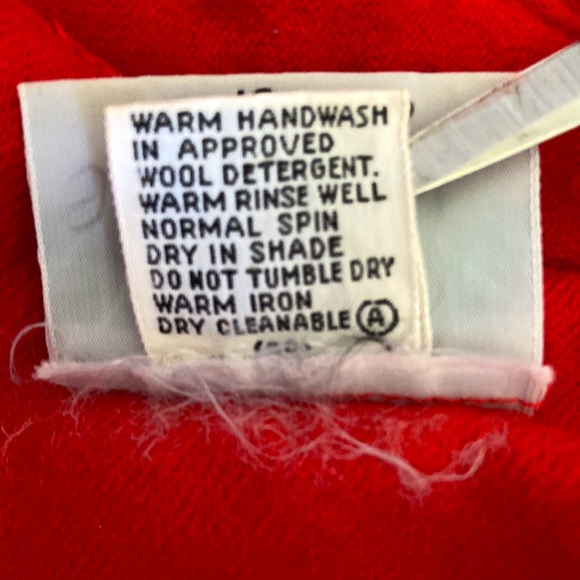 WARM HANDWASH
IN APPROVED
WOOL DETERGENT.
WARM RINSE WELL
NORMAL SPIN
DRY IN SHADE
DO NOT TUMBLE DRY
WARM IRON
DRY CLEANABLE Ⓐ